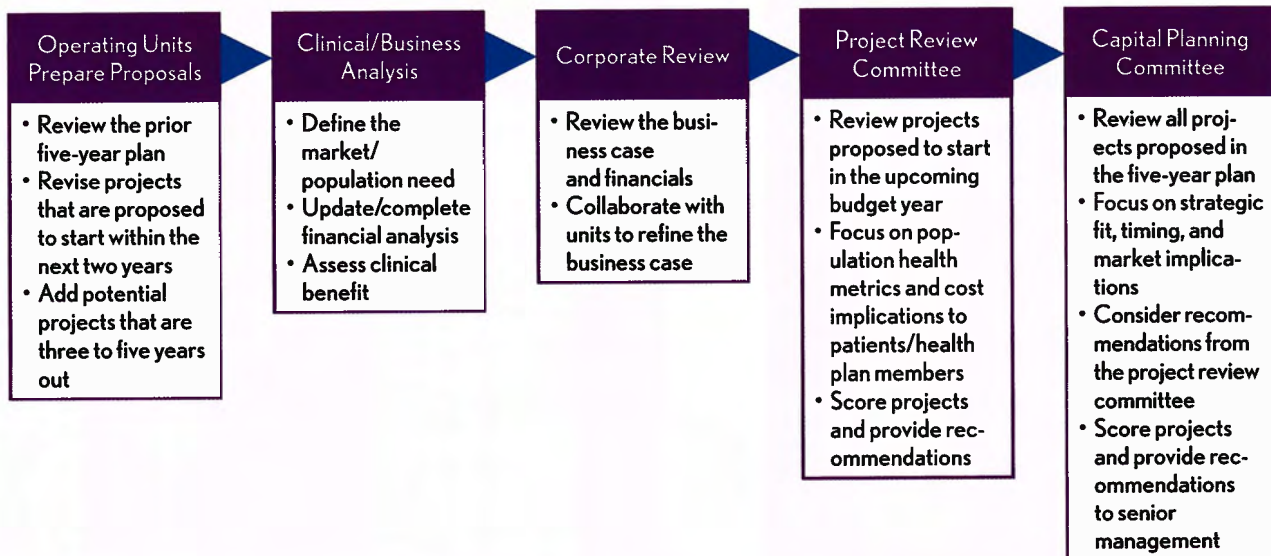 Operating Units
Prepare Proposals
• Review the prior
five-year plan
• Revise projects
that are proposed
to start within the
next two years
• Add potential
projects that are
three to five years
out
Clinical/Business
Analysis
• Define the
market/
population need
• Update/complete
financial analysis
• Assess clinical
benefit
Corporate Review
• Review the busi-
ness case
and financials
• Collaborate with
units to refine the
business case
Project Review
Committee
• Review projects
proposed to start
in the upcoming
budget year
• Focus on pop-
ulation health
metrics and cost
implications to
patients/health
plan members
• Score projects
and provide rec-
ommendations
Capital Planning
Committee
• Review all proj-
ects proposed in
the five-year plan
• Focus on strategic
fit, timing, and
market implica-
tions
• Consider recom-
mendations from
the project review
committee
• Score projects
and provide rec-
ommendations
to senior
management